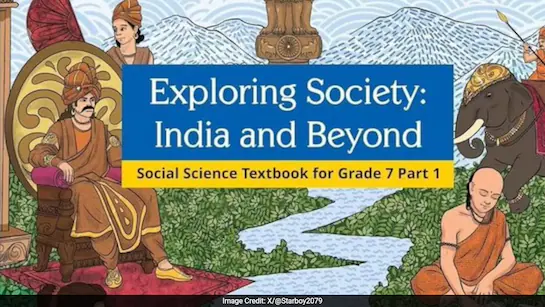 Exploring Society:
India and Beyond
Social Science Textbook for Grade 7 Part 1
Image Credit: X/@Starboy2079